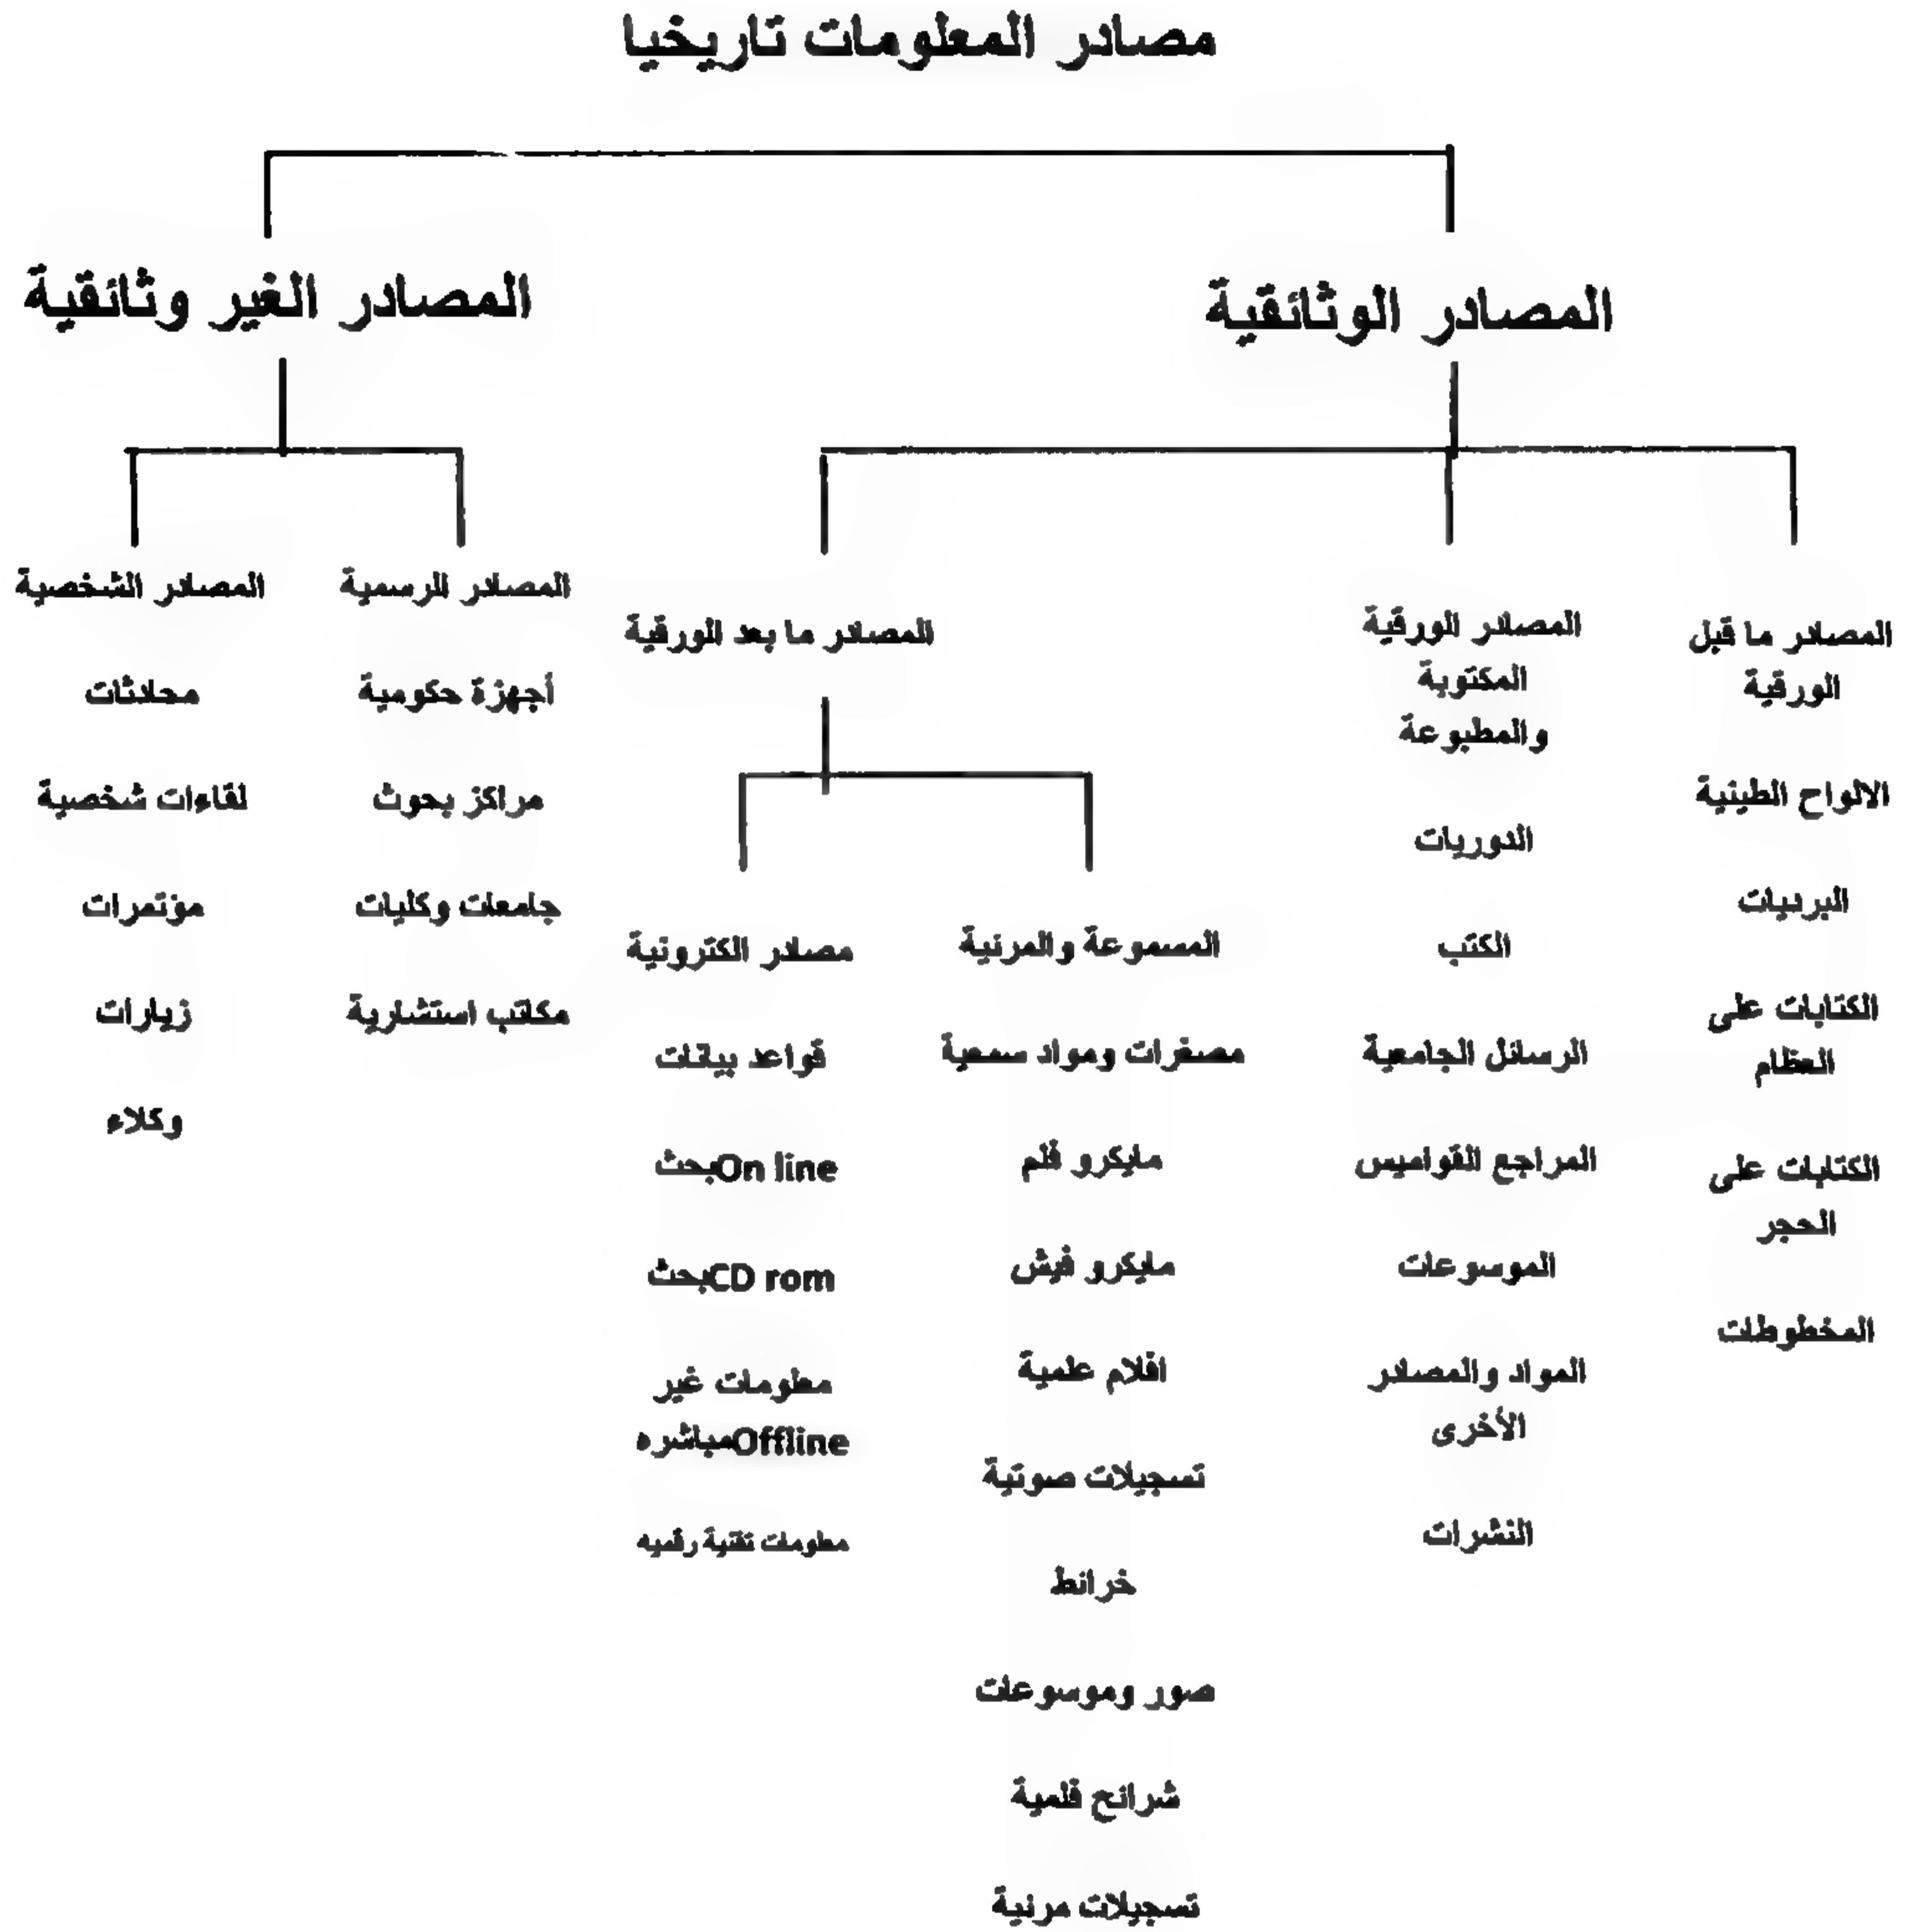 مصادر المعلومات تاريخيا
المصادر الوثائقية
المصادر الغير وثائقية
المصادر ما قبل
الورقية
الالواح الطينية
البرديات
الكتابات على
العظام
الكتابات على
الحجر
المخطوطات
المصادر الورقية
المكتوبة
والمطبوعة
الدوريات
الكتب
الرسائل الجامعية
المراجع القواميس
الموسوعات
المواد والمصادر
الأخرى
النشرات
المصادر ما بعد الورقية
المسموعة والمرئية
مصغرات ومواد سمعية
مايكرو فلم
مايكرو فيش
افلام علمية
تسجيلات صوتية
خرائط
صور وموسوعات
شرائح فلمية
تسجيلات مرئية
مصادر الكترونية
قواعد بيانات
بحثOn line
بحثCD rom
معلومات غير
مباشرهOffline
معلومات تقنية رقميه
المصادر الرسمية
أجهزة حكومية
مراكز بحوث
جامعات وكليات
مكاتب استشارية
المصادر الشخصية
محادثات
لقاءات شخصية
مؤتمرات
زيارات
وكلاء